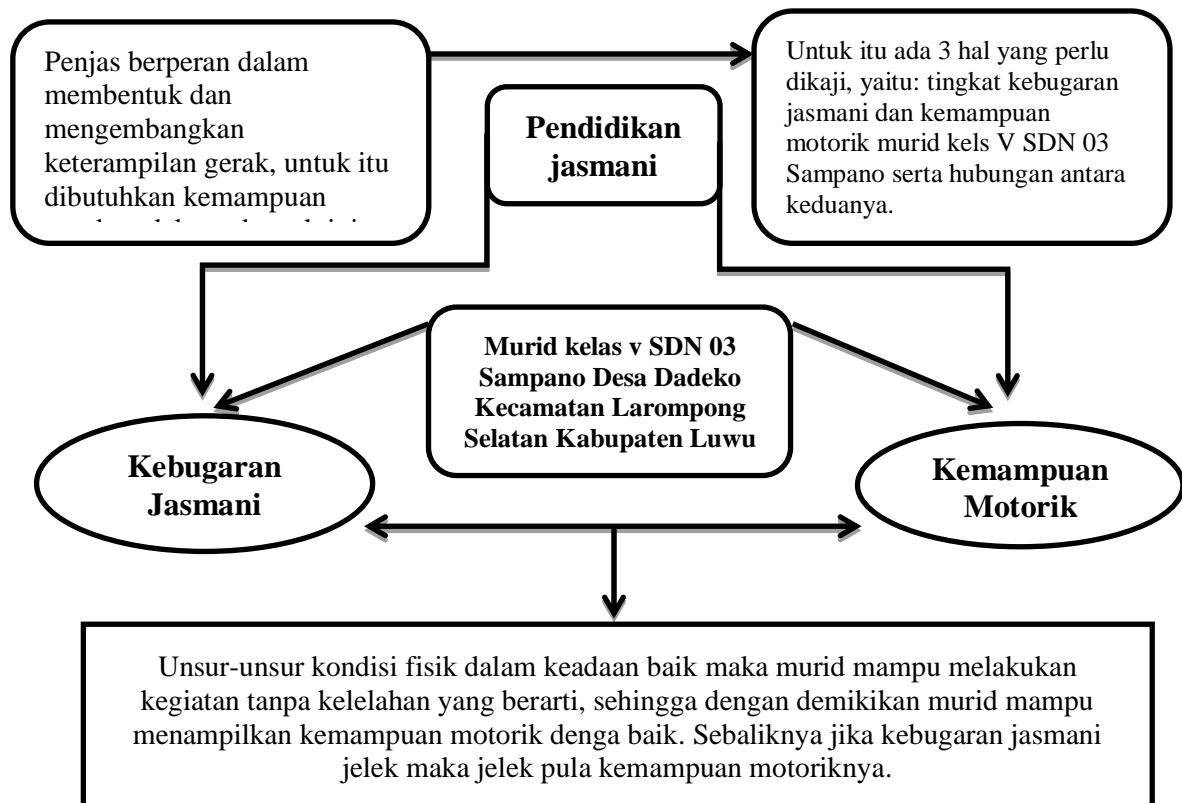 Penjas berperan dalam
membentuk dan
mengembangkan
keterampilan gerak, untuk itu
dibutuhkan kemampuan
Untuk itu ada 3 hal yang perlu
dikaji, yaitu: tingkat kebugaran
jasmani dan kemampuan
motorik murid kels V SDN 03
Sampano serta hubungan antara
keduanya.
Pendidikan
jasmani
Murid kelas v SDN 03
Sampano Desa Dadeko
Kecamatan Larompong
Selatan Kabupaten Luwu
Kebugaran
Jasmani
Kemampuan
Motorik
Unsur-unsur kondisi fisik dalam keadaan baik maka murid mampu melakukan
kegiatan tanpa kelelahan yang berarti, sehingga dengan demikikan murid mampu
menampilkan kemampuan motorik denga baik. Sebaliknya jika kebugaran jasmani
jelek maka jelek pula kemampuan motoriknya.